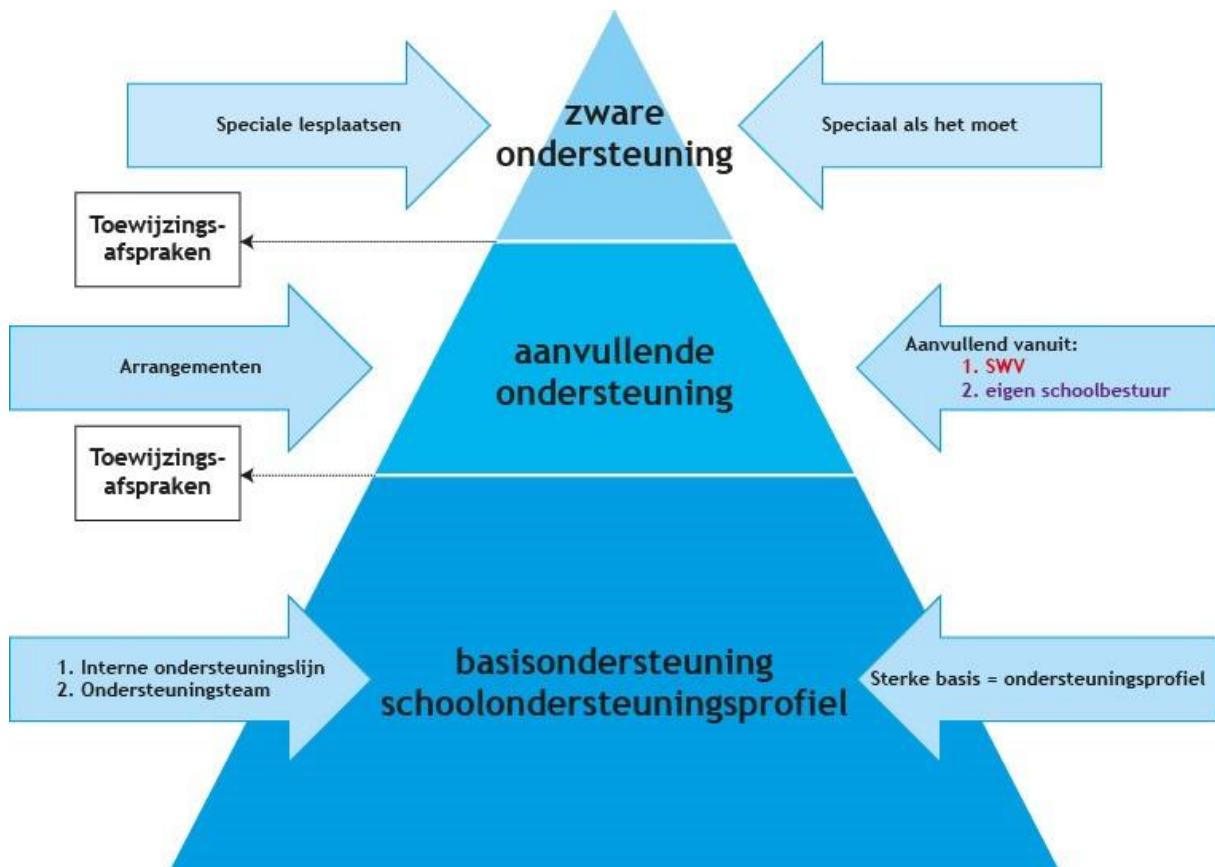 zware
ondersteuning
Speciale lesplaatsen
Speciaal als het moet
Toewijzings-
afspraken
aanvullende
ondersteuning
Arrangementen
Aanvullend vanuit:
1. SWV
2. eigen schoolbestuur
Toewijzings-
afspraken
basisondersteuning
schoolondersteuningsprofiel
1. Interne ondersteuningslijn
2. Ondersteuningsteam
Sterke basis = ondersteuningsprofiel